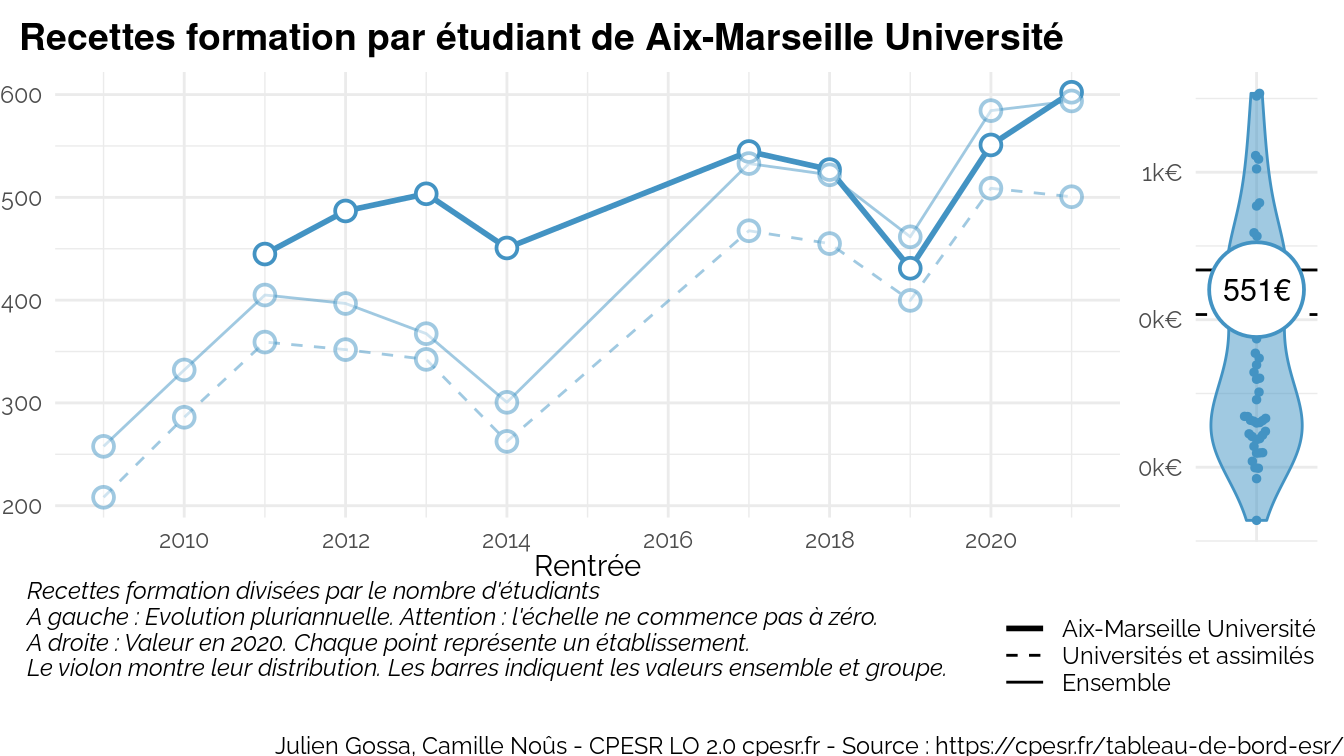 Recettes formation par étudiant de Aix-Marseille Université
600
500
400
300
200
2010
2012
2014
2016
2018
2020
Rentrée
1k€
0k€
0k€
551€
Recettes formation divisées par le nombre d'étudiants
A gauche : Evolution pluriannuelle. Attention : l'échelle ne commence pas à zéro.
A droite : Valeur en 2020. Chaque point représente un établissement.
Le violon montre leur distribution. Les barres indiquent les valeurs ensemble et groupe.
Aix-Marseille Université
Universités et assimilés
Ensemble
Julien Gossa, Camille Noûs - CPESR LO 2.0 cpesr.fr - Source : https://cpesr.fr/tableau-de-bord-esr/